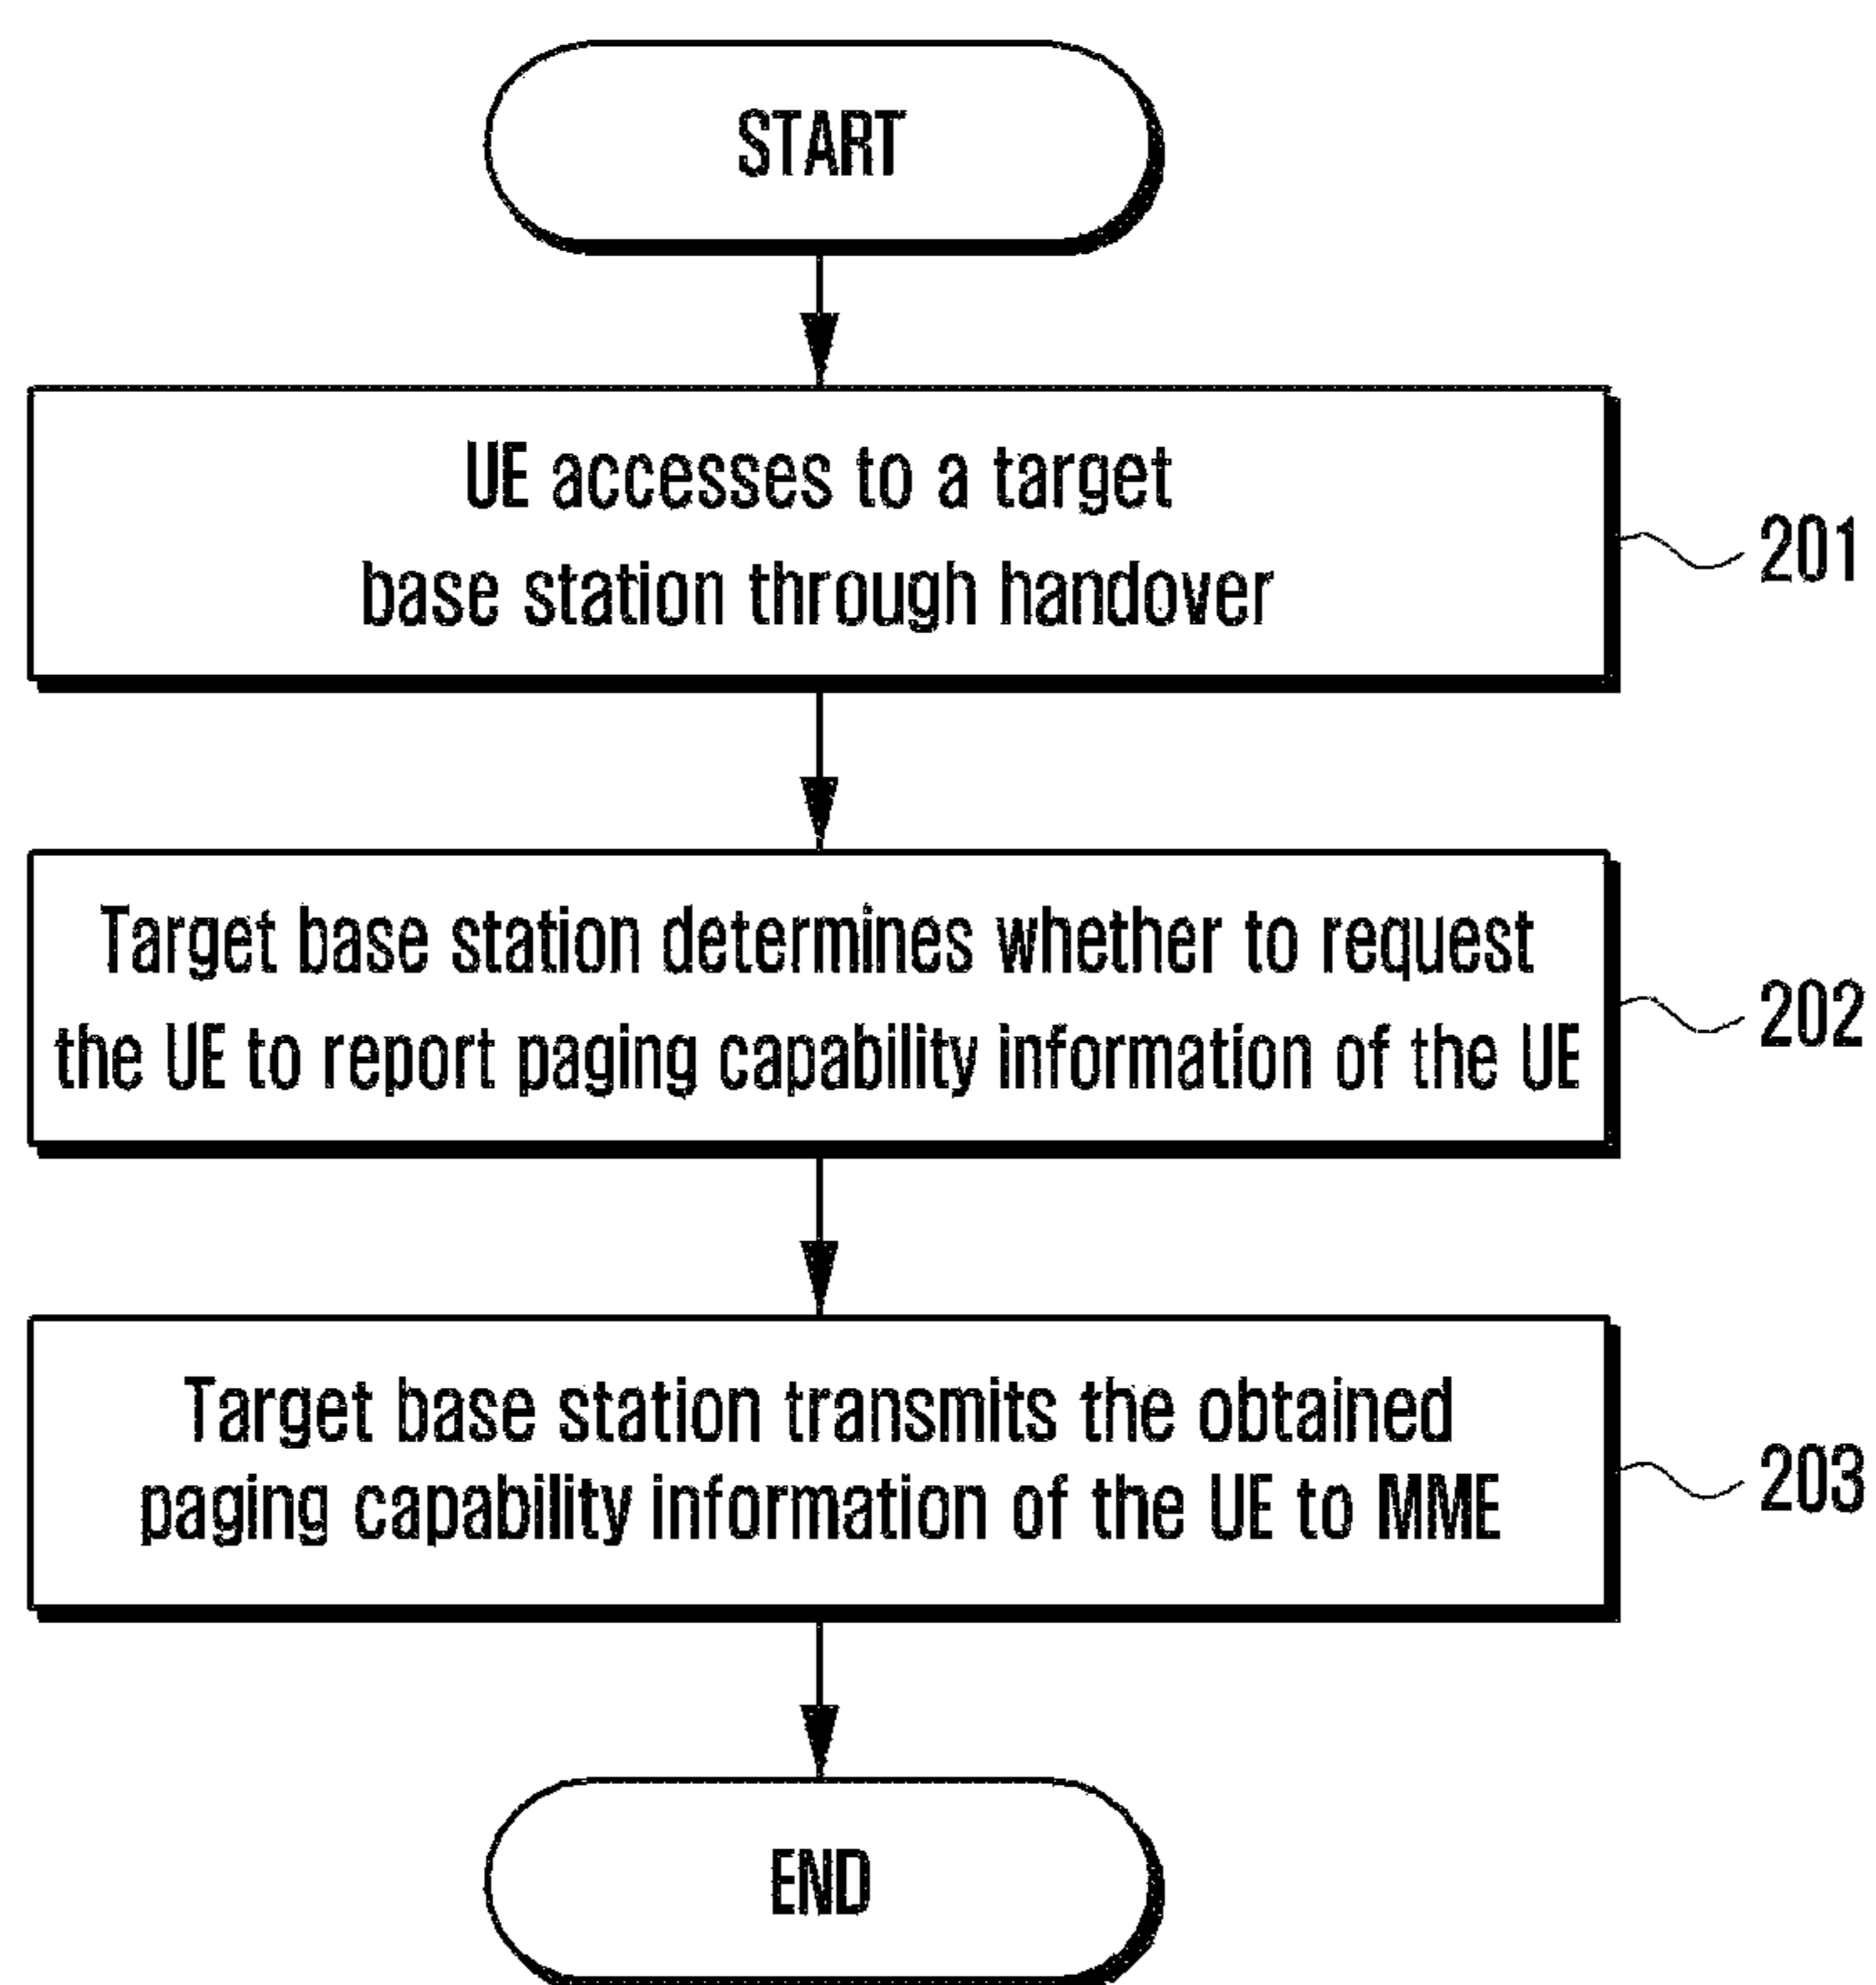 START
UE accesses to a target
base station through handover
201
Target base station determines whether to request
the UE to report paging capability information of the UE
202
Target base station transmits the obtained
paging capability information of the UE to MME
203
END